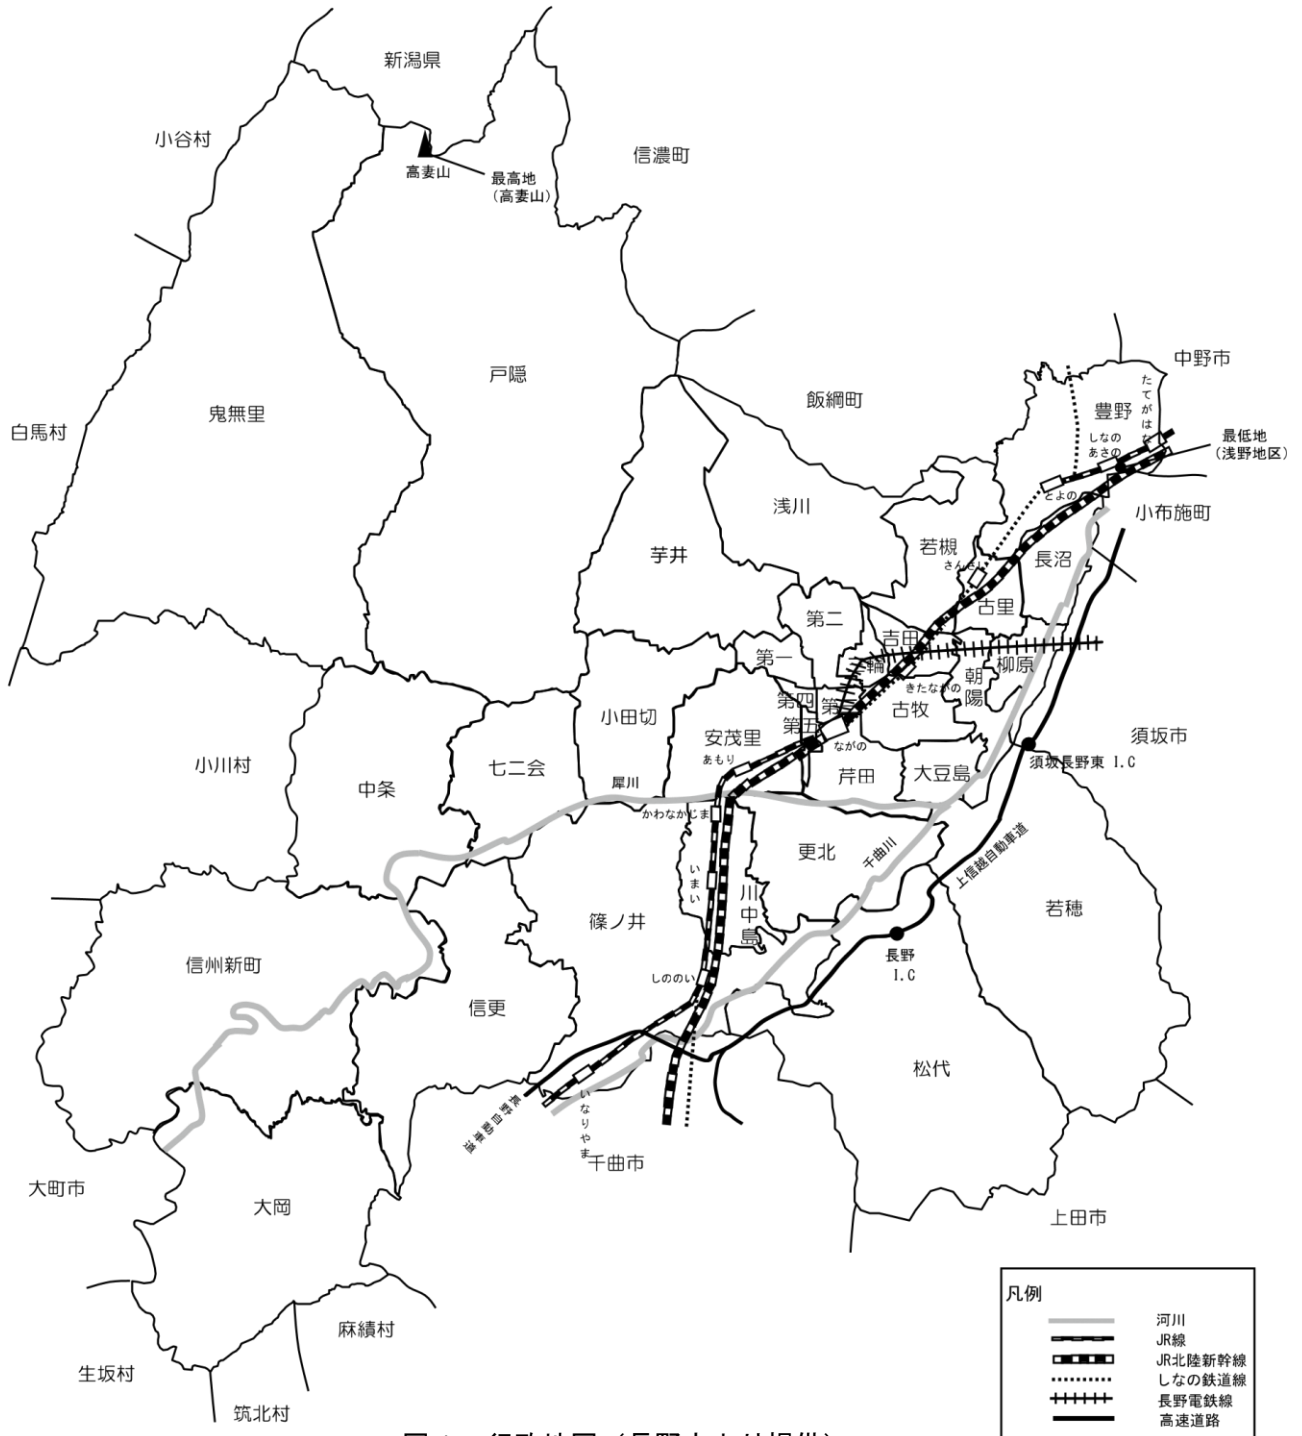 新潟県
小谷村
信濃町
高妻山
最高地
(高妻山)
中野市
戸隠
たてがはな
飯綱町
鬼無里
豊野
白馬村
しなの
あさの
最低地
(浅野地区)
とよの
浅川
小布施町
芋井
若槻
長沼
さんさい
古里
第二
吉田
第一
三輪
柳原
朝陽
きたながの
第四
第三
古牧
小田切
第五
安茂里
ながの
須坂市
あもり
小川村
七二会
須坂長野東 I.C
中条
犀川
芹田
大豆島
かわなかじま
更北
千曲川
上信越自動車道
いまい
川中島
若穂
篠ノ井
長野
I.C
信州新町
しののい
信更
松代
長野自動車道
いなりやま
千曲市
大町市
大岡
上田市
麻績村
生坂村
筑北村
凡例
河川
JR線
JR北陸新幹線
しなの鉄道線
長野電鉄線
高速道路